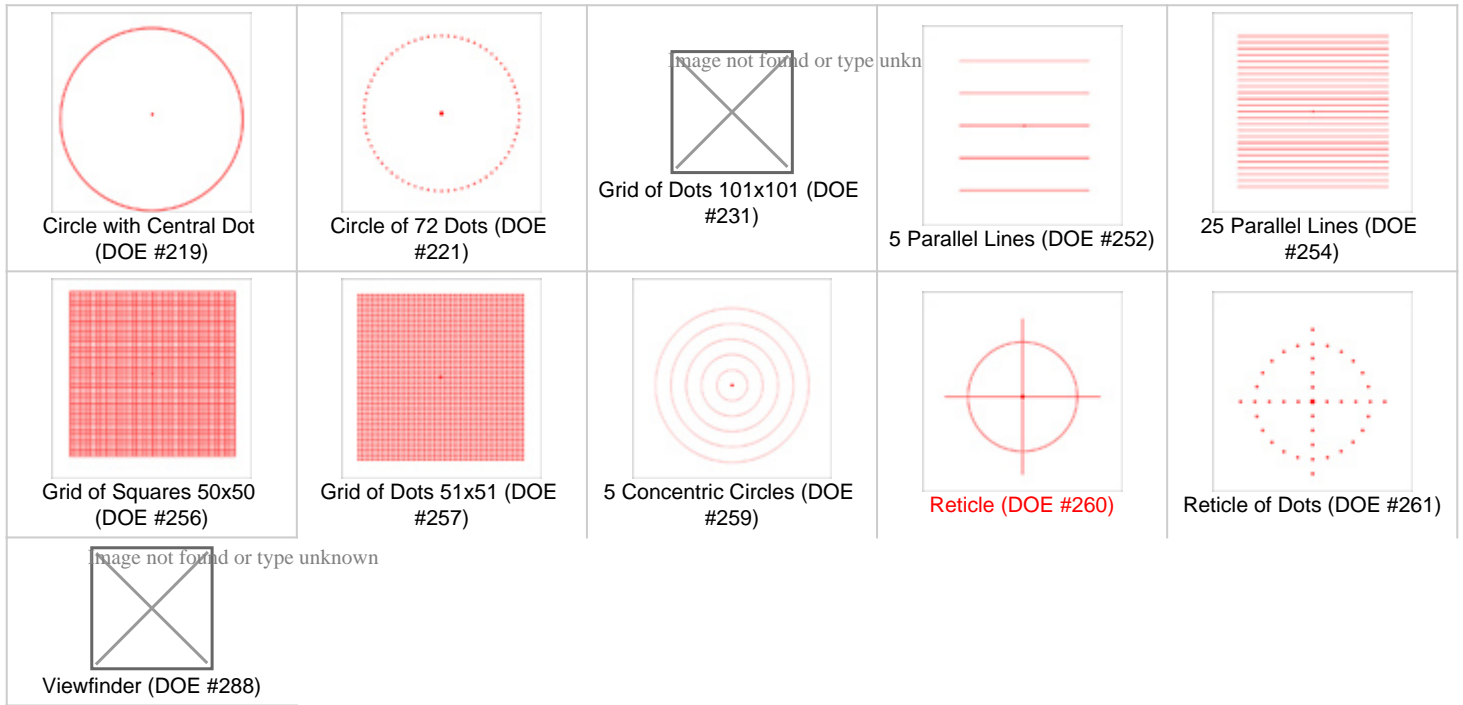 Circle with Central Dot
(DOE #219)
Circle of 72 Dots (DOE
#221)
Image not found or type unkn
Grid of Dots 101x101 (DOE
#231)
5 Parallel Lines (DOE #252)
25 Parallel Lines (DOE
#254)
Grid of Squares 50x50
(DOE #256)
Grid of Dots 51x51 (DOE
#257)
5 Concentric Circles (DOE
#259)
Reticle (DOE #260)
Reticle of Dots (DOE #261)
Image not found or type unknown
Viewfinder (DOE #288)